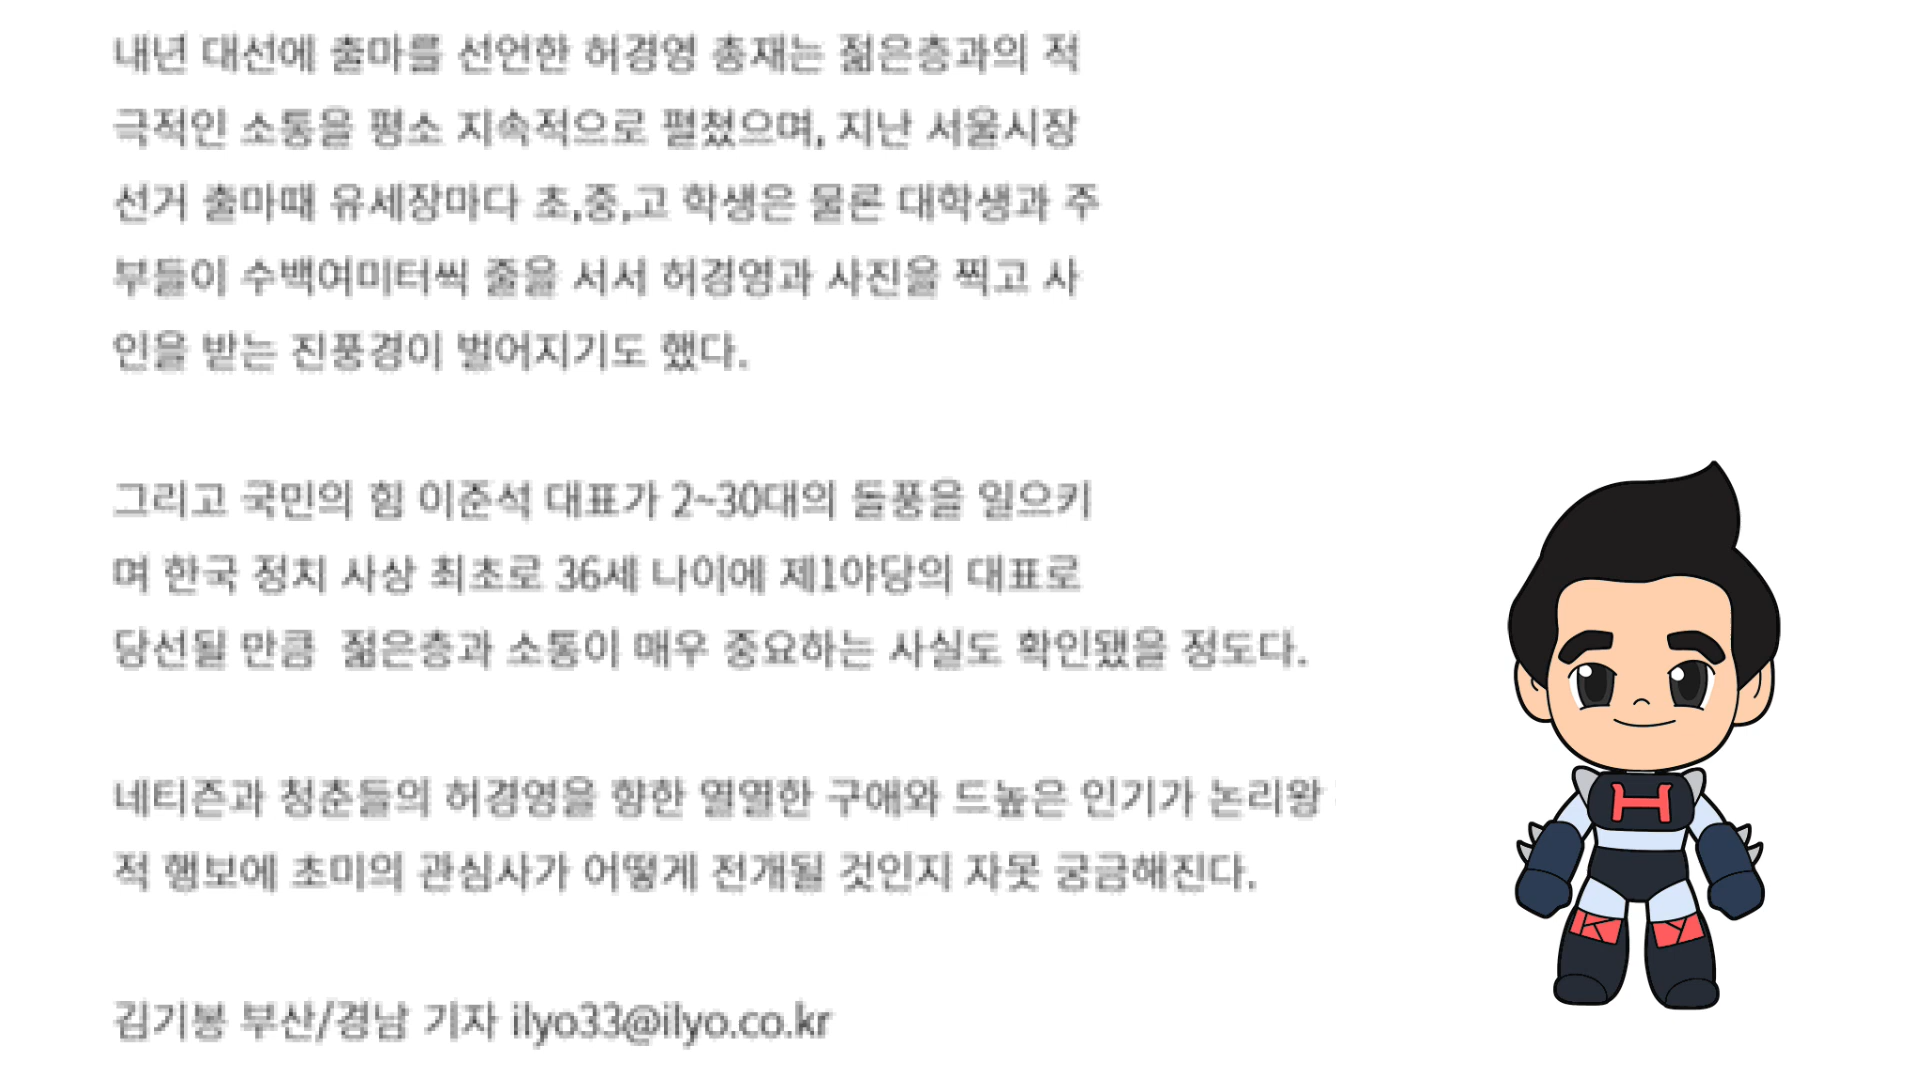 내년 대선에 출마를 선언한 허경영 총재는 젊은층과의 적
극적인 소통을 평소 지속적으로 펼쳤으며, 지난 서울시장
선거 출마때 유세장마다 초,중,고 학생은 물론 대학생과 주
부들이 수백여미터씩 줄을 서서 허경영과 사진을 찍고 사
인을 받는 진풍경이 벌어지기도 했다.
그리고 국민의 힘 이준석 대표가 2~30대의 돌풍을 일으키
며 한국 정치 사상 최초로 36세 나이에 제1야당의 대표로
당선될 만큼  젊은층과 소통이 매우 중요하는 사실도 확인됐을 정도다.
네티즌과 청춘들의 허경영을 향한 열열한 구애와 드높은 인기가 논리왕
적 행보에 초미의 관심사가 어떻게 전개될 것인지 자못 궁금해진다.
김기봉 부산/경남 기자 ilyo33@ilyo.co.kr
H
K Y